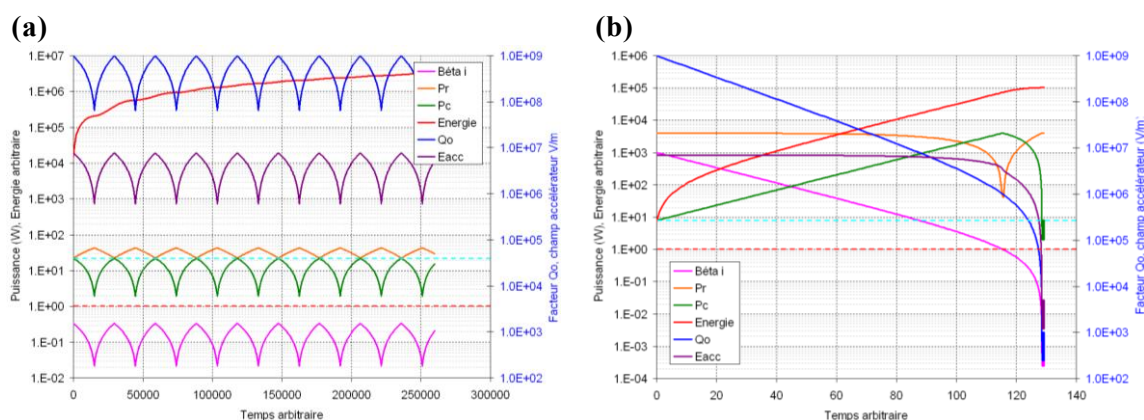 (a)
1.E+07
1.E+06
1.E+05
1.E+04
1.E+03
1.E+02
1.E+01
1.E+00
1.E-01
1.E-02
Puissance (W), Energie arbitraire
0
50000
100000
150000
200000
250000
300000
Temps arbitraire
1.0E+09
1.0E+08
1.0E+07
1.0E+06
1.0E+05
1.0E+04
1.0E+03
1.0E+02
Facteur Qo, champ accélérateur V/m
Béta i
Pr
Pc
Energie
Qo
Eacc
(b)
1.E+06
1.E+05
1.E+04
1.E+03
1.E+02
1.E+01
1.E+00
1.E-01
1.E-02
1.E-03
1.E-04
Puissance (W), Energie arbitraire
0
20
40
60
80
100
120
140
Temps arbitraire
1.0E+09
1.0E+08
1.0E+07
1.0E+06
1.0E+05
1.0E+04
1.0E+03
1.0E+02
Facteur Qo, champ accélérateur V/m
Béta i
Pr
Pc
Energie
Qo
Eacc